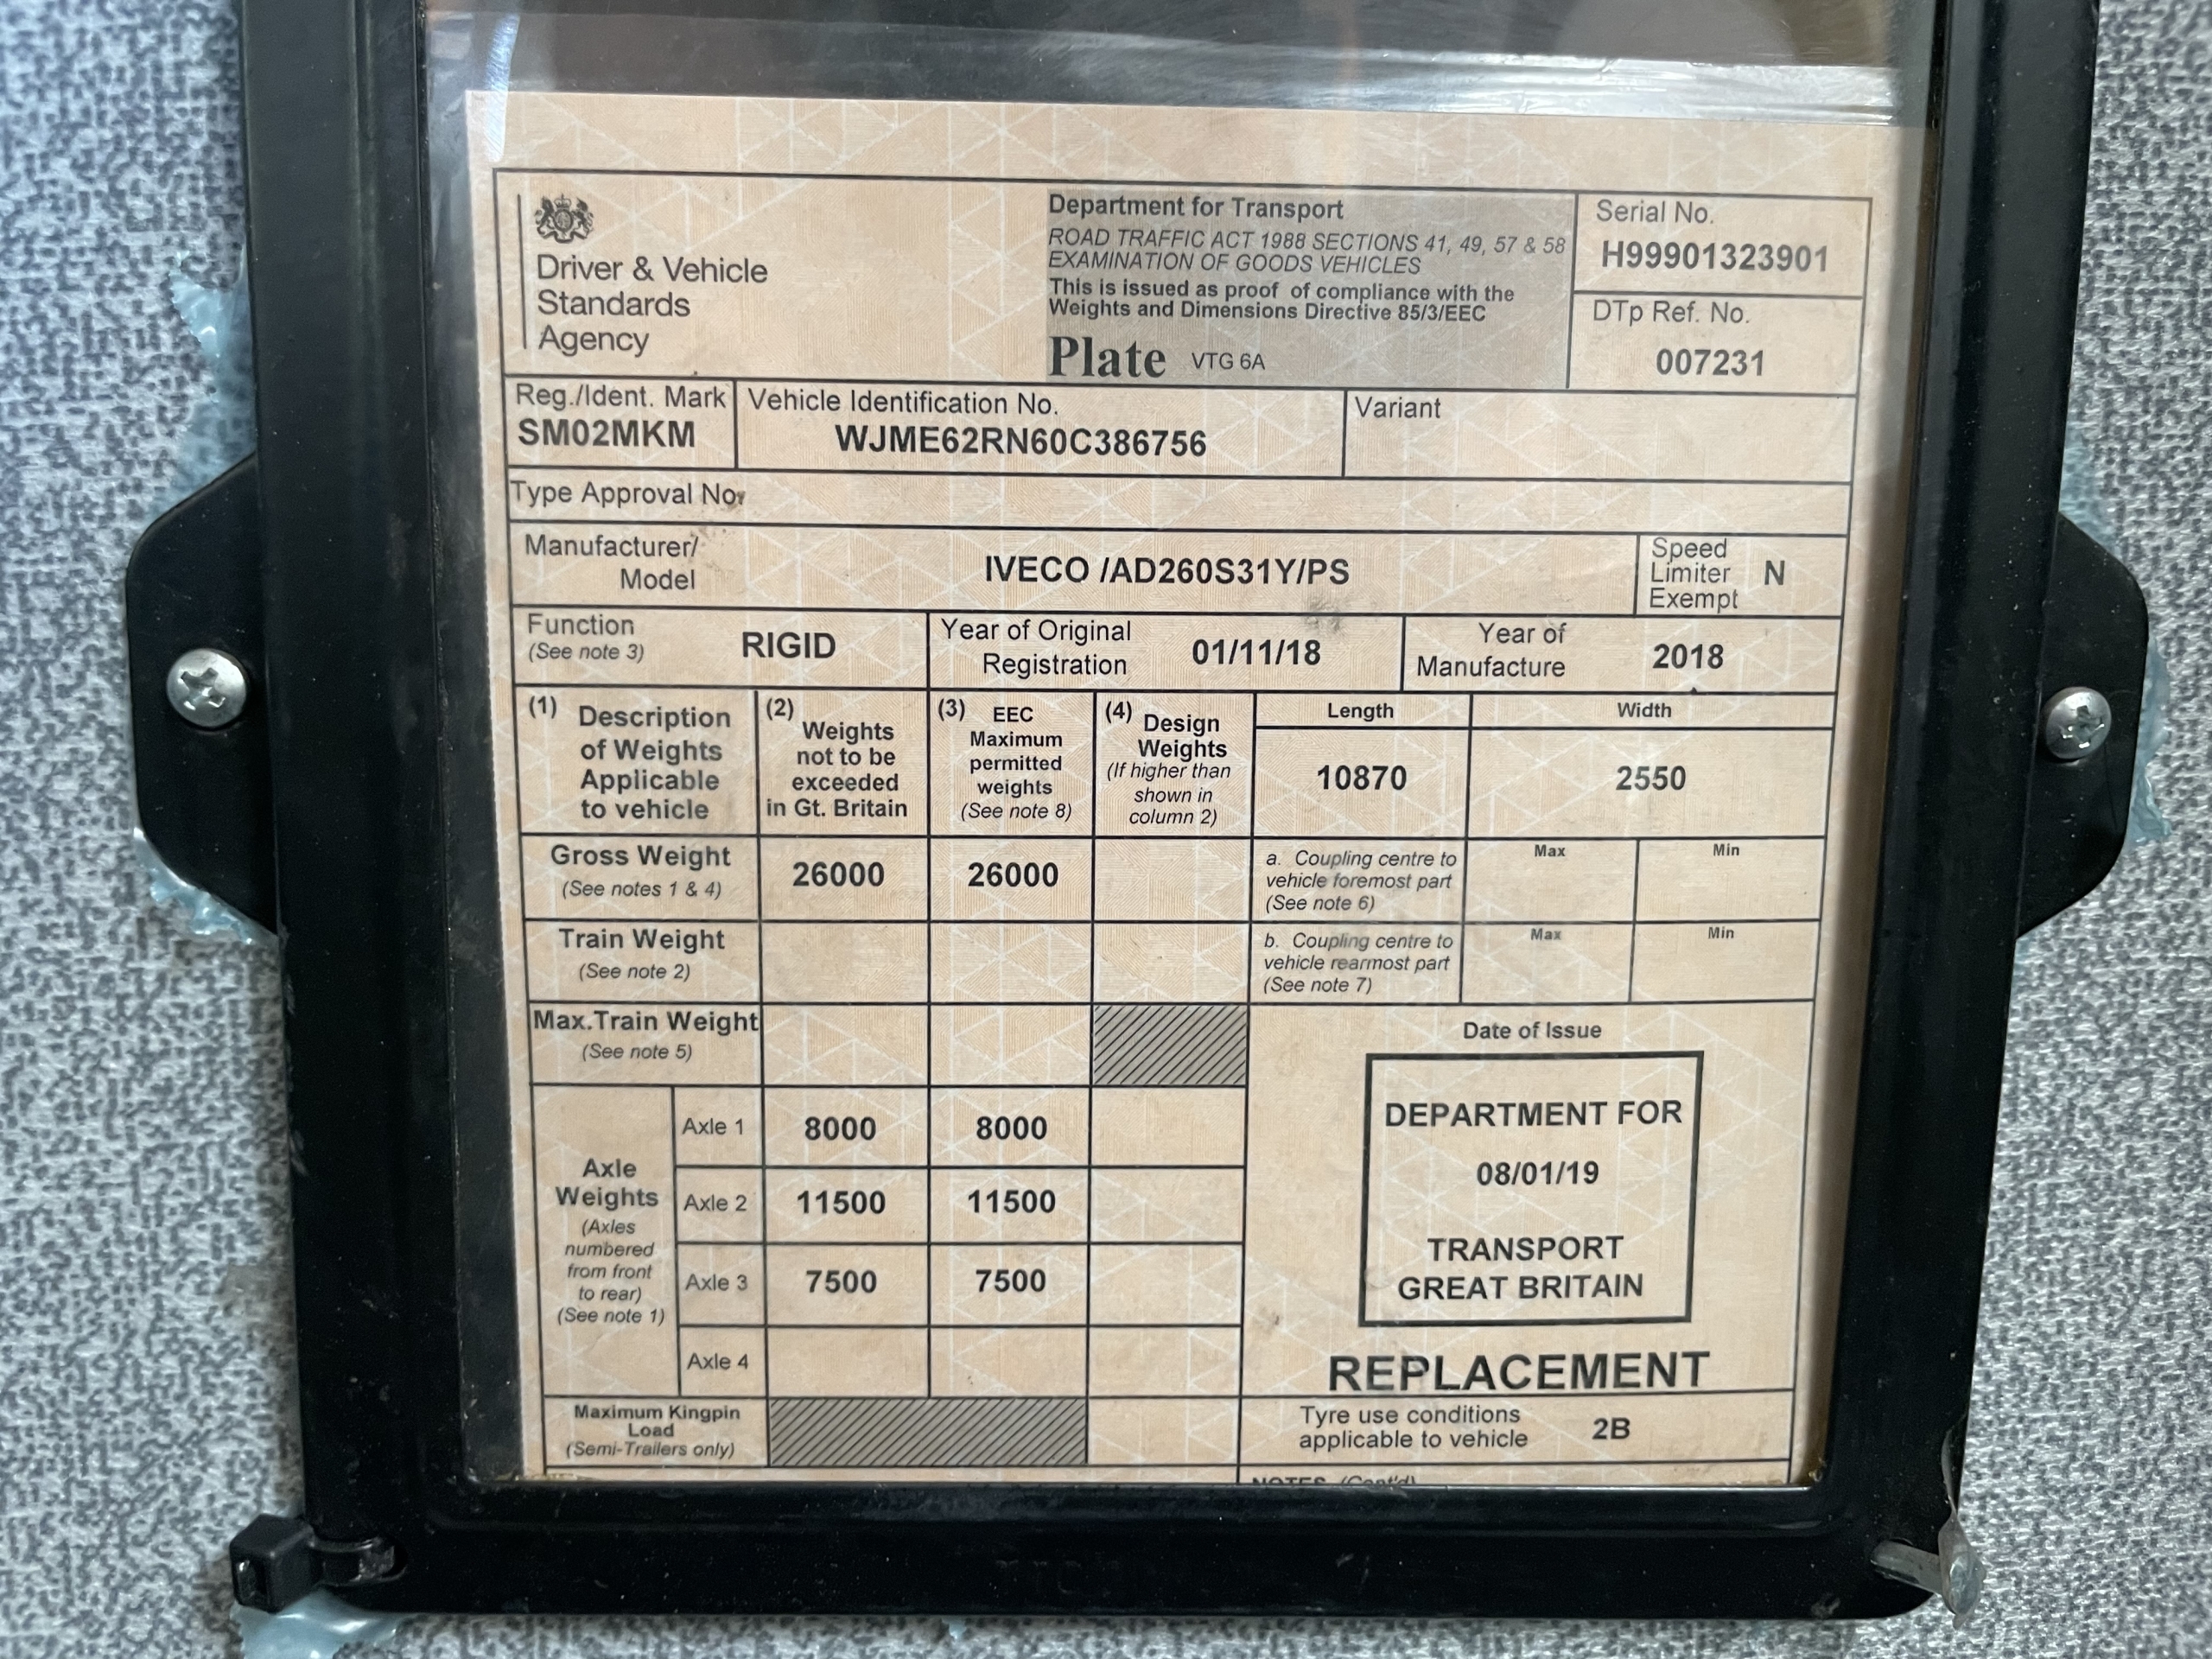 Driver & Vehicle
Standards
Agency
Department for Transport
ROAD TRAFFIC ACT 1988 SECTIONS 41, 49, 57 & 58
EXAMINATION OF GOODS VEHICLES
This is issued as proof of compliance with the
Weights and Dimensions Directive 85/3/EEC
Plate VTG 6A
Serial No.
H99901323901
DTp Ref. No.
007231
Reg./Ident. Mark
SM02MKM
Vehicle Identification No.
WJME62RN60C386756
Variant
Type Approval No.
Manufacturer/
Model
IVECO /AD260S31Y/PS
Speed
Limiter
Exempt
N
Function
(See note 3)
RIGID
Year of Original
Registration
01/11/18
Year of
Manufacture
2018
(1) Description
of Weights
Applicable
to vehicle
(2) Weights
not to be
exceeded
in Gt. Britain
(3) EEC
Maximum
permitted
weights
(See note 8)
(4) Design
Weights
(If higher than
shown in
column 2)
Length
10870
Width
2550
Gross Weight
(See notes 1 & 4)
26000
26000
a. Coupling centre to
vehicle foremost part
(See note 6)
Max
Min
Train Weight
(See note 2)
b. Coupling centre to
vehicle rearmost part
(See note 7)
Max
Min
Max.Train Weight
(See note 5)
Axle
Weights
(Axles
numbered
from front
to rear)
(See note 1)
Axle 1
8000
8000
Axle 2
11500
11500
Axle 3
7500
7500
Axle 4
Date of Issue
DEPARTMENT FOR
08/01/19
TRANSPORT
GREAT BRITAIN
REPLACEMENT
Maximum Kingpin
Load
(Semi-Trailers only)
Tyre use conditions
applicable to vehicle
2B
NOTES (Cont'd)